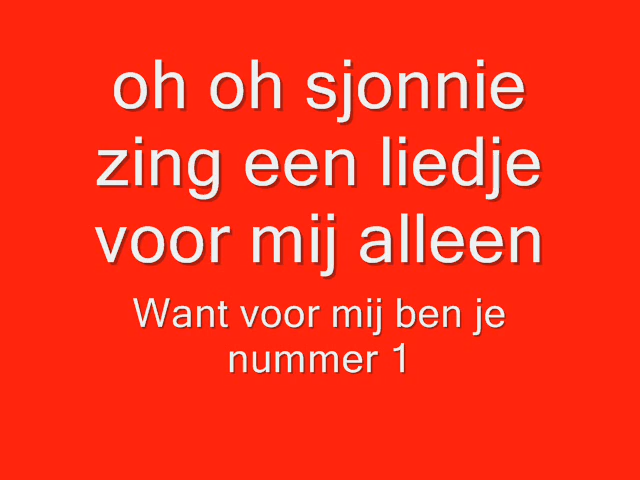 oh oh sjonnie
zing een liedje
voor mij alleen
Want voor mij ben je
nummer 1